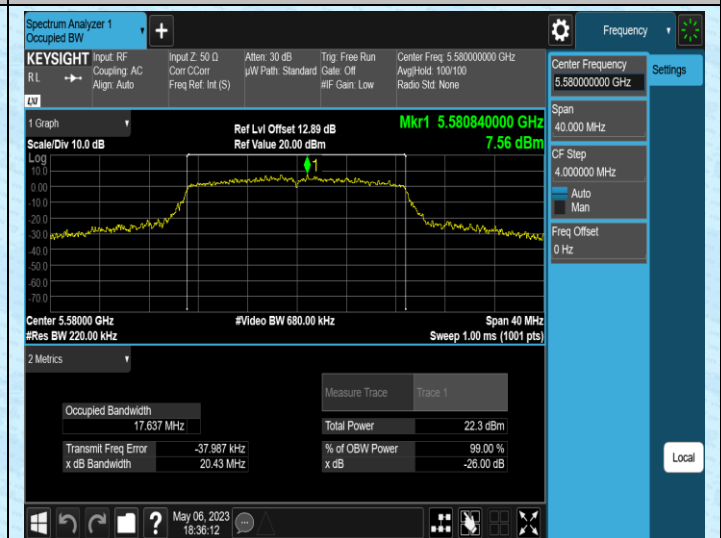 Spectrum Analyzer 1
Occupied BW
Frequency
KEYSIGHT
R L
LXI
Input: RF
Coupling: AC
Align: Auto
Input Z: 50 Ω
Corr CCorr
Freq Ref: Int (S)
Atten: 30 dB
µW Path: Standard
Trig: Free Run
Gate: Off
#IF Gain: Low
Center Freq: 5.580000000 GHz
Avg|Hold: 100/100
Radio Std: None
Center Frequency
5.580000000 GHz
Settings
Span
40.000 MHz
CF Step
4.000000 MHz
Auto
Man
Freq Offset
0 Hz
1 Graph
Scale/Div 10.0 dB
Ref Lvl Offset 12.89 dB
Ref Value 20.00 dBm
Mkr1 5.580840000 GHz
7.56 dBm
Log
10.0
0.00
-10.0
-20.0
-30.0
-40.0
-50.0
-60.0
-70.0
1
Center 5.58000 GHz
#Video BW 680.00 kHz
Span 40 MHz
#Res BW 220.00 kHz
Sweep 1.00 ms (1001 pts)
2 Metrics
Measure Trace
Trace 1
Occupied Bandwidth
17.637 MHz
Total Power
22.3 dBm
Transmit Freq Error
-37.987 kHz
% of OBW Power
99.00 %
x dB Bandwidth
20.43 MHz
x dB
-26.00 dB
Local
May 06, 2023
18:36:12